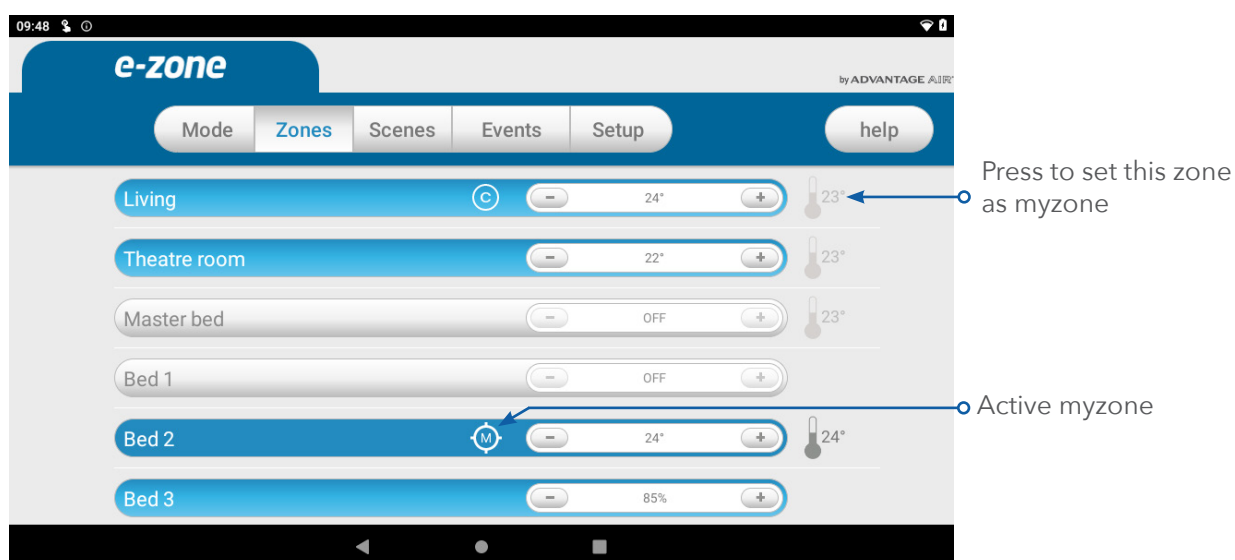 09:48
e-zone
by ADVANTAGE AIR
Mode Zones Scenes Events Setup help
Living C - 24° + 23°
Press to set this zone
as myzone
Theatre room - 22° + 23°
Master bed - OFF + 23°
Bed 1 - OFF +
Active myzone
Bed 2 M - 24° + 24°
Bed 3 - 85% +